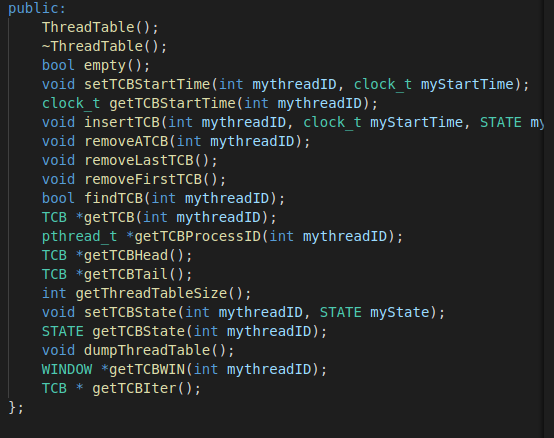 public:
ThreadTable();
~ThreadTable();
bool empty();
void setTCBStartTime(int mythreadID, clock_t myStartTime);
clock_t getTCBStartTime(int mythreadID);
void insertTCB(int mythreadID, clock_t myStartTime, STATE my
void removeATCB(int mythreadID);
void removeLastTCB();
void removeFirstTCB();
bool findTCB(int mythreadID);
TCB *getTCB(int mythreadID);
pthread_t *getTCBProcessID(int mythreadID);
TCB *getTCBHead();
TCB *getTCBTail();
int getThreadTableSize();
void setTCBState(int mythreadID, STATE myState);
STATE getTCBState(int mythreadID);
void dumpThreadTable();
WINDOW *getTCBWIN(int mythreadID);
TCB * getTCBIter();
};